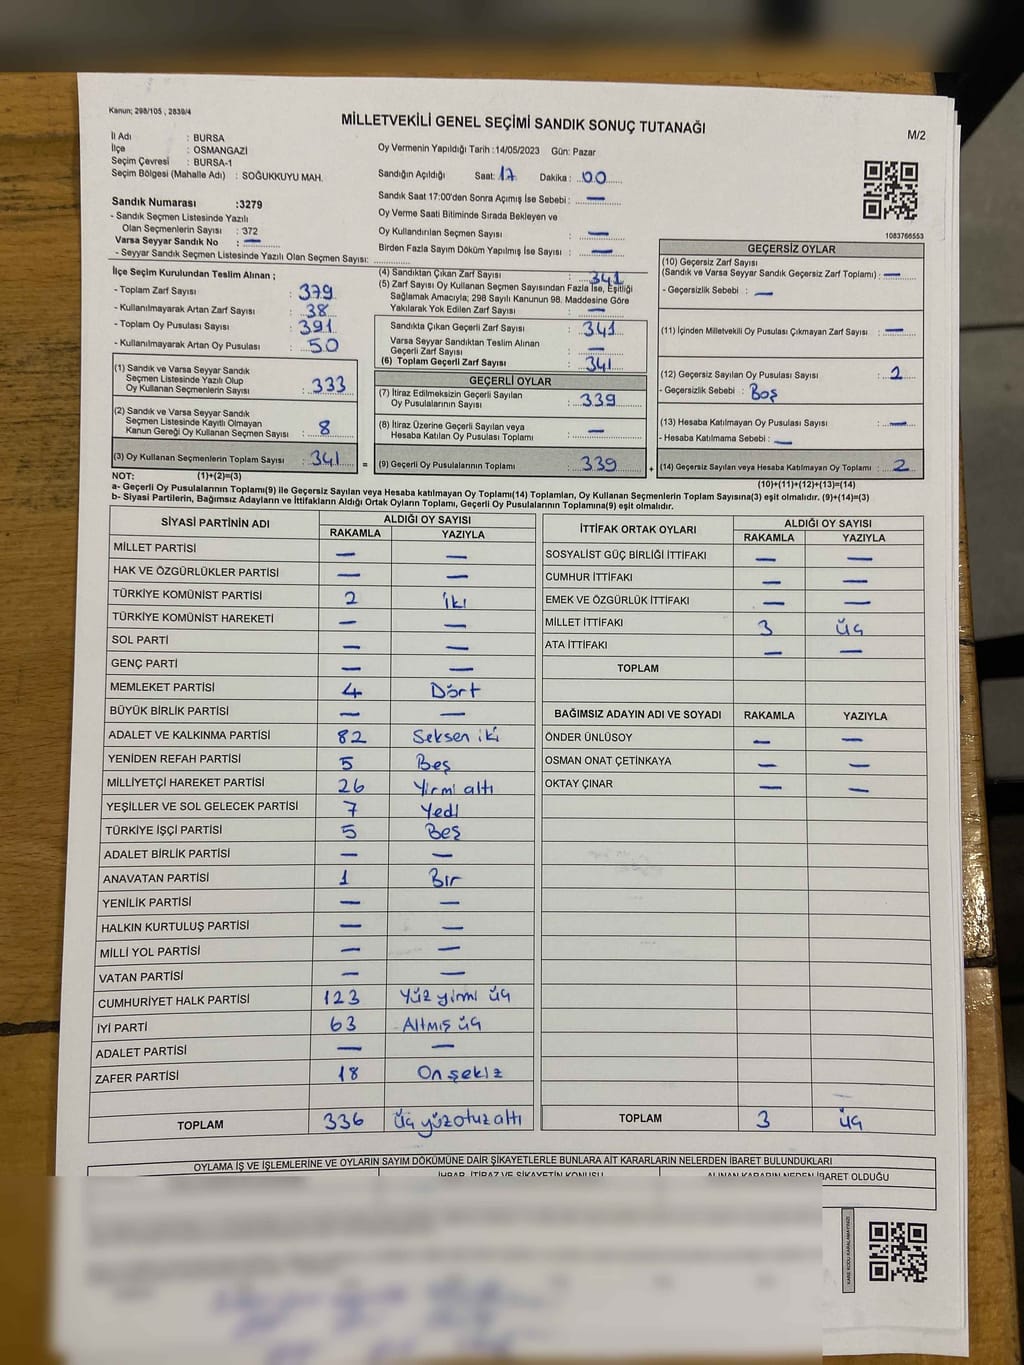 Kanun; 298/105 , 2839/4
MİLLETVEKİLİ GENEL SEÇİMİ SANDIK SONUÇ TUTANAĞI
M/2
İl Adı : BURSA
İlçe : OSMANGAZİ
Seçim Çevresi : BURSA-1
Seçim Bölgesi (Mahalle Adı) : SOĞUKKUYU MAH.
Oy Vermenin Yapıldığı Tarih :14/05/2023 Gün: Pazar
Sandığın Açıldığı Saat: 17 Dakika : 00
Sandık Saat 17:00'den Sonra Açımış İse Sebebi : —
Oy Verme Saati Bitiminde Sırada Bekleyen ve
Oy Kullandırılan Seçmen Sayısı : —
Birden Fazla Sayım Döküm Yapılmış İse Sayısı : —
1083766553
Sandık Numarası :3279
- Sandık Seçmen Listesinde Yazılı
Olan Seçmenlerin Sayısı : 372
Varsa Seyyar Sandık No : —
- Seyyar Sandık Seçmen Listesinde Yazılı Olan Seçmen Sayısı:
İlçe Seçim Kurulundan Teslim Alınan ;
- Toplam Zarf Sayısı : 379
- Kullanılmayarak Artan Zarf Sayısı : 38
- Toplam Oy Pusulası Sayısı : 391
- Kullanılmayarak Artan Oy Pusulası : 50
(1) Sandık ve Varsa Seyyar Sandık
Seçmen Listesinde Yazılı Olup
Oy Kullanan Seçmenlerin Sayısı : 333
(2) Sandık ve Varsa Seyyar Sandık
Seçmen Listesinde Kayıtlı Olmayan
Kanun Gereği Oy Kullanan Seçmen Sayısı : 8
(3) Oy Kullanan Seçmenlerin Toplam Sayısı : 341
(4) Sandıktan Çıkan Zarf Sayısı : 341
(5) Zarf Sayısı Oy Kullanan Seçmen Sayısından Fazla İse, Eşitliği
Sağlamak Amacıyla; 298 Sayılı Kanunun 98. Maddesine Göre
Yakılarak Yok Edilen Zarf Sayısı : —
Sandıkta Çıkan Geçerli Zarf Sayısı : 341
Varsa Seyyar Sandıktan Teslim Alınan
Geçerli Zarf Sayısı : —
(6) Toplam Geçerli Zarf Sayısı : 341
GEÇERLİ OYLAR
(7) İtiraz Edilmeksizin Geçerli Sayılan
Oy Pusulalarının Sayısı : 339
(8) İtiraz Üzerine Geçerli Sayılan veya
Hesaba Katılan Oy Pusulası Toplamı : —
= (9) Geçerli Oy Pusulalarının Toplamı : 339 +
GEÇERSİZ OYLAR
(10) Geçersiz Zarf Sayısı
(Sandık ve Varsa Seyyar Sandık Geçersiz Zarf Toplamı) : —
- Geçersizlik Sebebi : —
(11) İçinden Milletvekili Oy Pusulası Çıkmayan Zarf Sayısı : —
(12) Geçersiz Sayılan Oy Pusulası Sayısı : 2
- Geçersizlik Sebebi : Boş
(13) Hesaba Katılmayan Oy Pusulası Sayısı : —
- Hesaba Katılmama Sebebi : —
(14) Geçersiz Sayılan veya Hesaba Katılmayan Oy Toplamı : 2
NOT: (1)+(2)=(3)
(10)+(11)+(12)+(13)=(14)
a- Geçerli Oy Pusulalarının Toplamı(9) ile Geçersiz Sayılan veya Hesaba Katılmayan Oy Toplamı(14) Toplamları, Oy Kullanan Seçmenlerin Toplam Sayısına(3) eşit olmalıdır. (9)+(14)=(3)
b- Siyasi Partilerin, Bağımsız Adayların ve İttifakların Aldığı Ortak Oyların Toplamı, Geçerli Oy Pusulalarının Toplamına(9) eşit olmalıdır.
SİYASİ PARTİNİN ADI ALDIĞI OY SAYISI
RAKAMLA YAZIYLA
MİLLET PARTİSİ — —
HAK VE ÖZGÜRLÜKLER PARTİSİ — —
TÜRKİYE KOMÜNİST PARTİSİ 2 iki
TÜRKİYE KOMÜNİST HAREKETİ — —
SOL PARTİ — —
GENÇ PARTİ — —
MEMLEKET PARTİSİ 4 Dört
BÜYÜK BİRLİK PARTİSİ — —
ADALET VE KALKINMA PARTİSİ 82 Seksen iki
YENİDEN REFAH PARTİSİ 5 Beş
MİLLİYETÇİ HAREKET PARTİSİ 26 Yirmi altı
YEŞİLLER VE SOL GELECEK PARTİSİ 7 Yedi
TÜRKİYE İŞÇİ PARTİSİ 5 Beş
ADALET BİRLİK PARTİSİ — —
ANAVATAN PARTİSİ 1 Bir
YENİLİK PARTİSİ — —
HALKIN KURTULUŞ PARTİSİ — —
MİLLİ YOL PARTİSİ — —
VATAN PARTİSİ — —
CUMHURİYET HALK PARTİSİ 123 Yüz yirmi üç
İYİ PARTİ 63 Altmış üç
ADALET PARTİSİ — —
ZAFER PARTİSİ 18 On şekiz
TOPLAM 336 üç yüz otuz altı
İTTİFAK ORTAK OYLARI ALDIĞI OY SAYISI
RAKAMLA YAZIYLA
SOSYALİST GÜÇ BİRLİĞİ İTTİFAKI — —
CUMHUR İTTİFAKI — —
EMEK VE ÖZGÜRLÜK İTTİFAKI — —
MİLLET İTTİFAKI 3 üç
ATA İTTİFAKI — —
TOPLAM
BAĞIMSIZ ADAYIN ADI VE SOYADI RAKAMLA YAZIYLA
ÖNDER ÜNLÜSOY — —
OSMAN ONAT ÇETİNKAYA — —
OKTAY ÇINAR — —
TOPLAM 3 üç
OYLAMA İŞ VE İŞLEMLERİNE VE OYLARIN SAYIM DÖKÜMÜNE DAİR ŞİKAYETLERLE BUNLARA AİT KARARLARIN NELERDEN İBARET BULUNDUKLARI
İHBAR, İTİRAZ VE ŞİKAYETİN KONUSU ALINAN KARARIN NEDEN İBARET OLDUĞU
KARE KODU KARALAMAYINIZ!